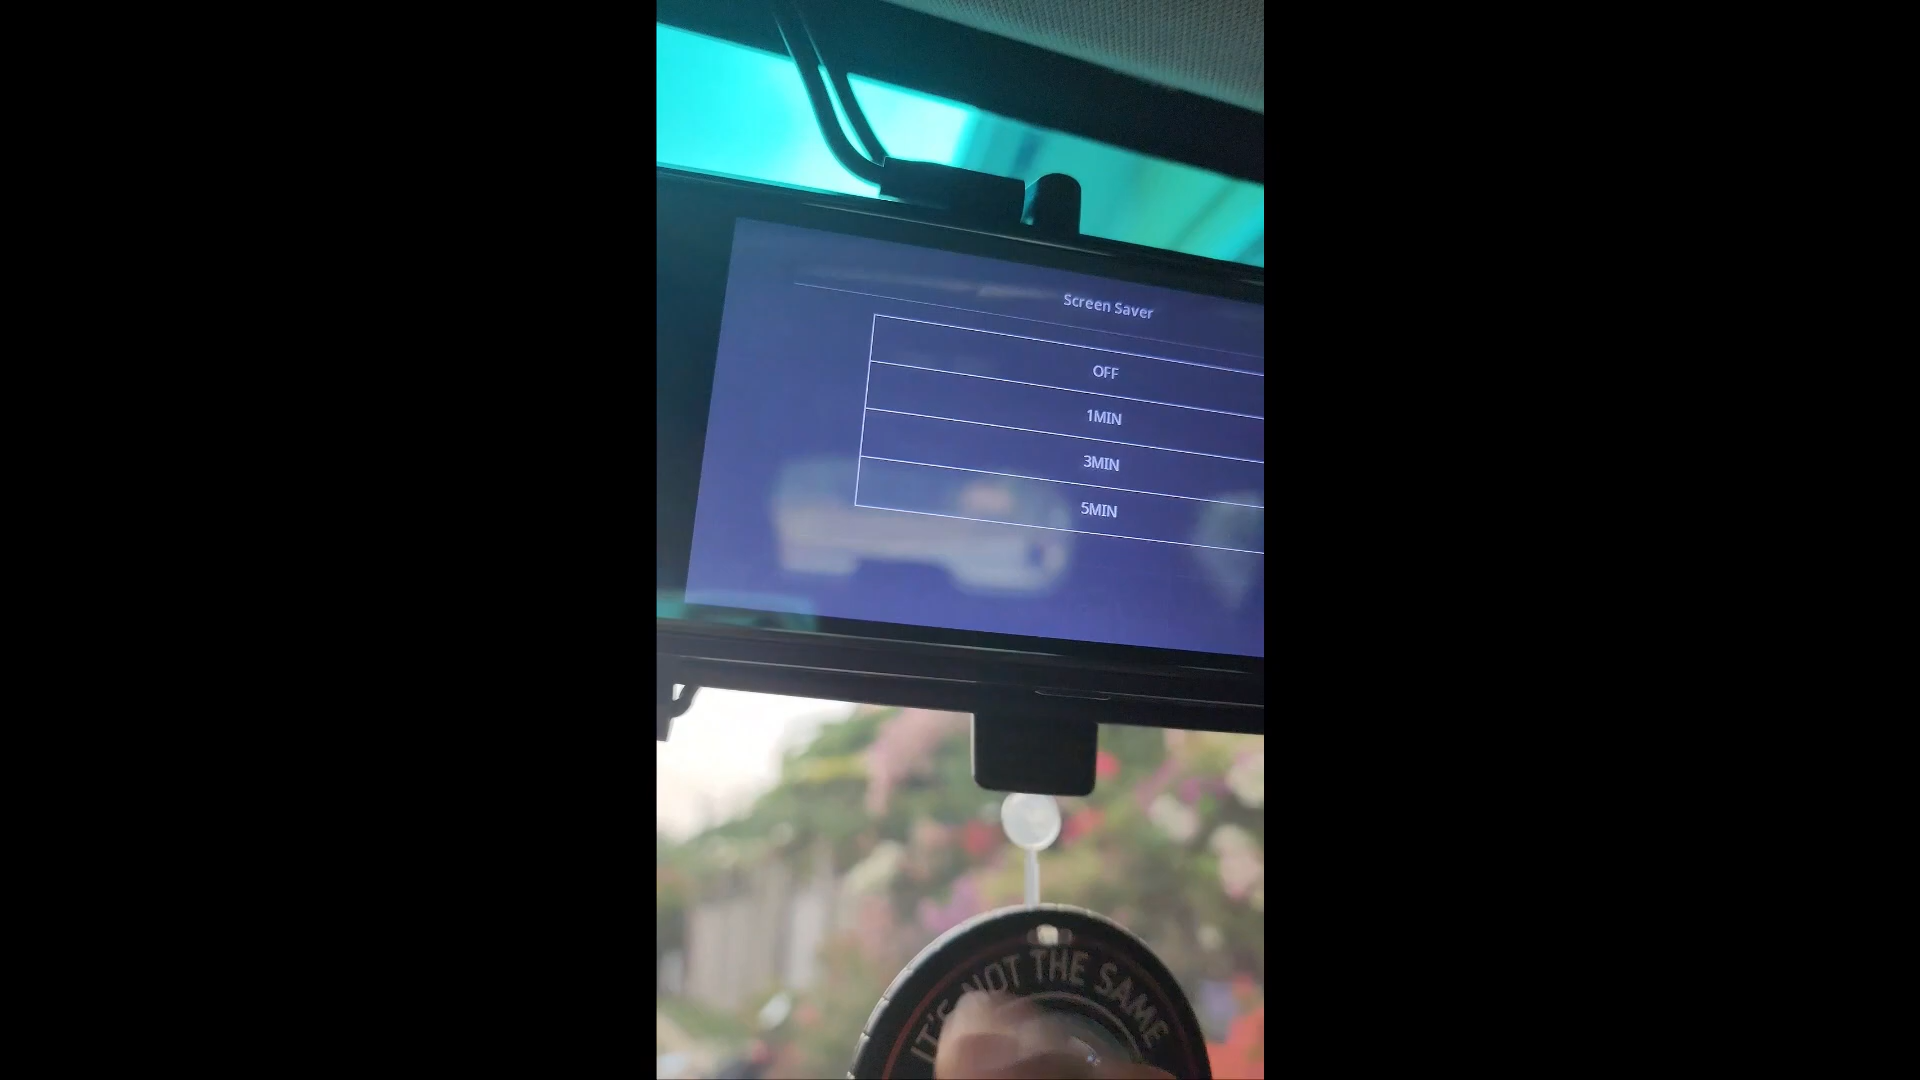 Screen Saver
OFF
1MIN
3MIN
5MIN
IT'S NOT THE SAME